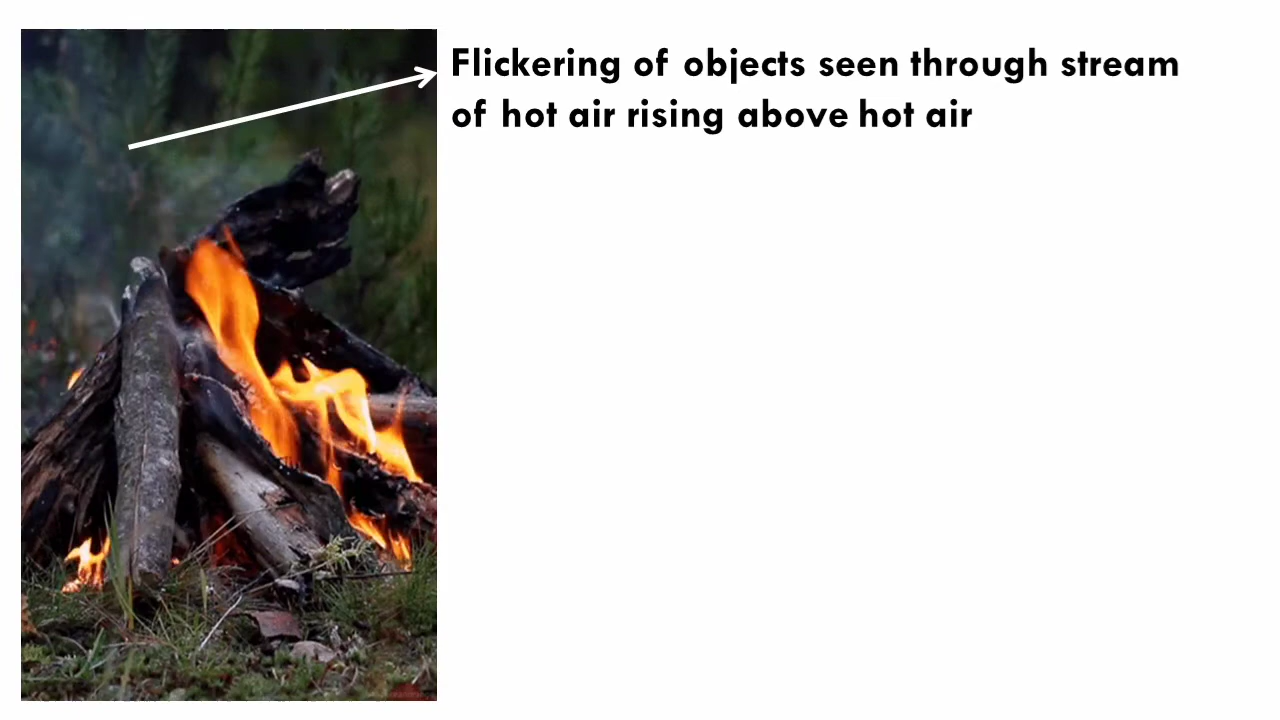 Flickering of objects seen through stream
of hot air rising above hot air